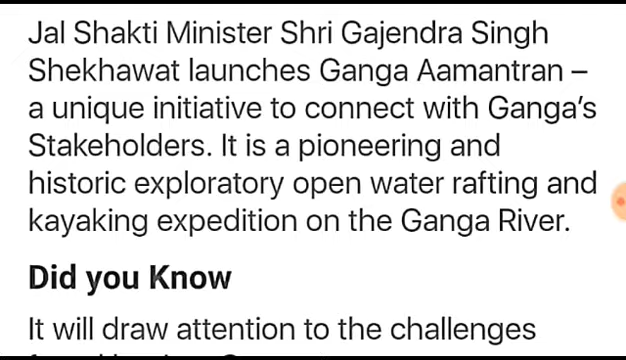 Jal Shakti Minister Shri Gajendra Singh
Shekhawat launches Ganga Aamantran –
a unique initiative to connect with Ganga's
Stakeholders. It is a pioneering and
historic exploratory open water rafting and
kayaking expedition on the Ganga River.
Did you Know
It will draw attention to the challenges